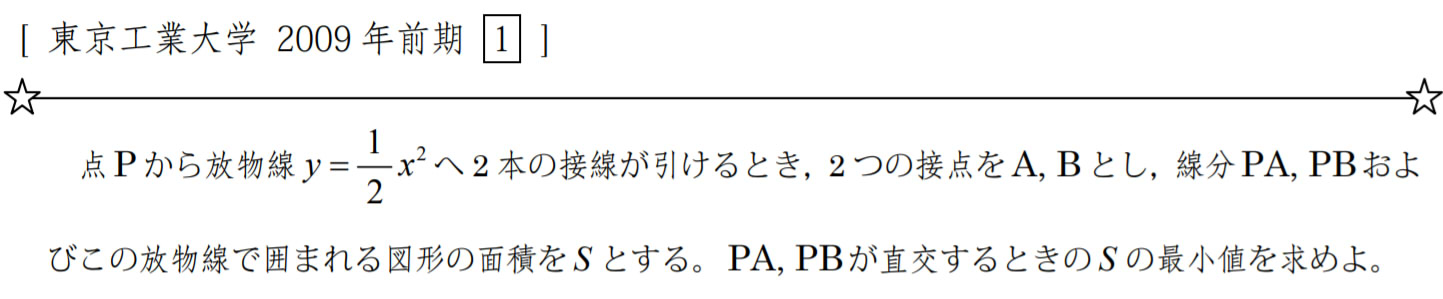 [ 東京工業大学 2009 年前期 1 ]
点 P から放物線 y = 1/2 x² へ 2 本の接線が引けるとき, 2 つの接点を A, B とし, 線分 PA, PB およ
びこの放物線で囲まれる図形の面積を S とする。PA, PB が直交するときの S の最小値を求めよ。